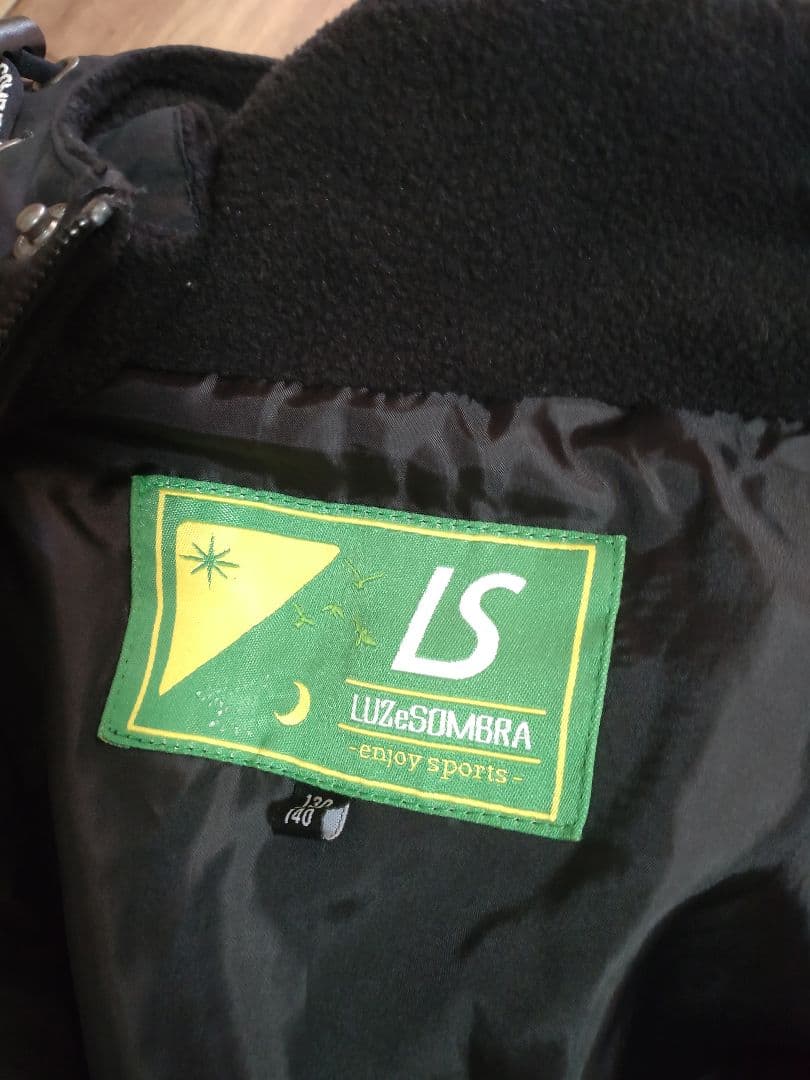 LS
LUZeSOMBRA
-enjoy sports-
130
140